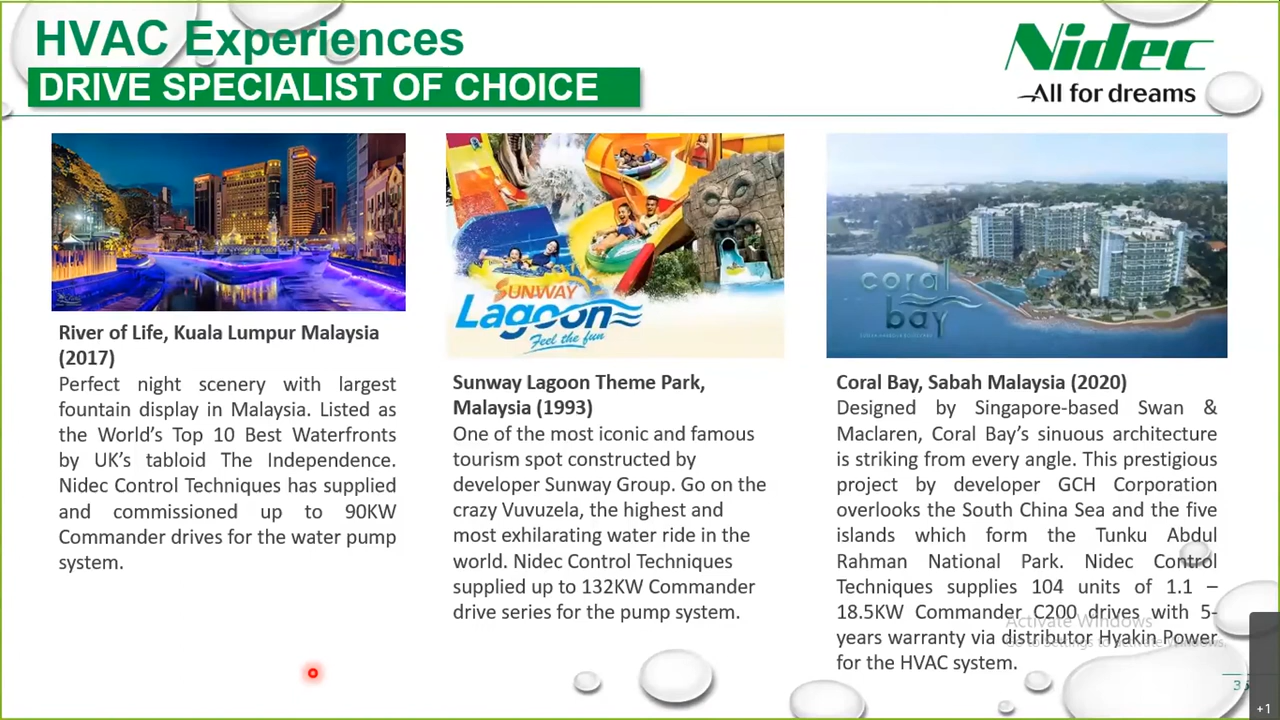 HVAC Experiences
DRIVE SPECIALIST OF CHOICE
Nidec
All for dreams
River of Life, Kuala Lumpur Malaysia
(2017)
Perfect night scenery with largest
fountain display in Malaysia. Listed as
the World's Top 10 Best Waterfronts
by UK's tabloid The Independence.
Nidec Control Techniques has supplied
and commissioned up to 90KW
Commander drives for the water pump
system.
SUNWAY
Lagoon
Feel the fun
Sunway Lagoon Theme Park,
Malaysia (1993)
One of the most iconic and famous
tourism spot constructed by
developer Sunway Group. Go on the
crazy Vuvuzela, the highest and
most exhilarating water ride in the
world. Nidec Control Techniques
supplied up to 132KW Commander
drive series for the pump system.
coral
bay
Coral Bay, Sabah Malaysia (2020)
Designed by Singapore-based Swan &
Maclaren, Coral Bay's sinuous architecture
is striking from every angle. This prestigious
project by developer GCH Corporation
overlooks the South China Sea and the five
islands which form the Tunku Abdul
Rahman National Park. Nidec Control
Techniques supplies 104 units of 1.1 –
18.5KW Commander C200 drives with 5-
years warranty via distributor Hyakin Power
for the HVAC system.
Activate Windows
Go to Settings to activate Windows.
+1